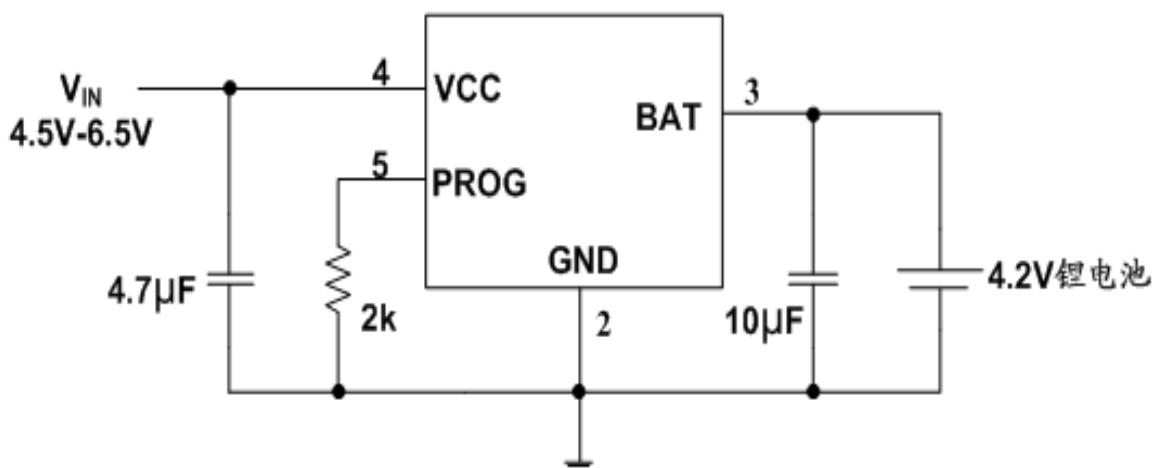 V_IN
4.5V-6.5V
4
VCC
5
PROG
GND
BAT
3
4.7µF
2k
2
10µF
4.2V锂电池